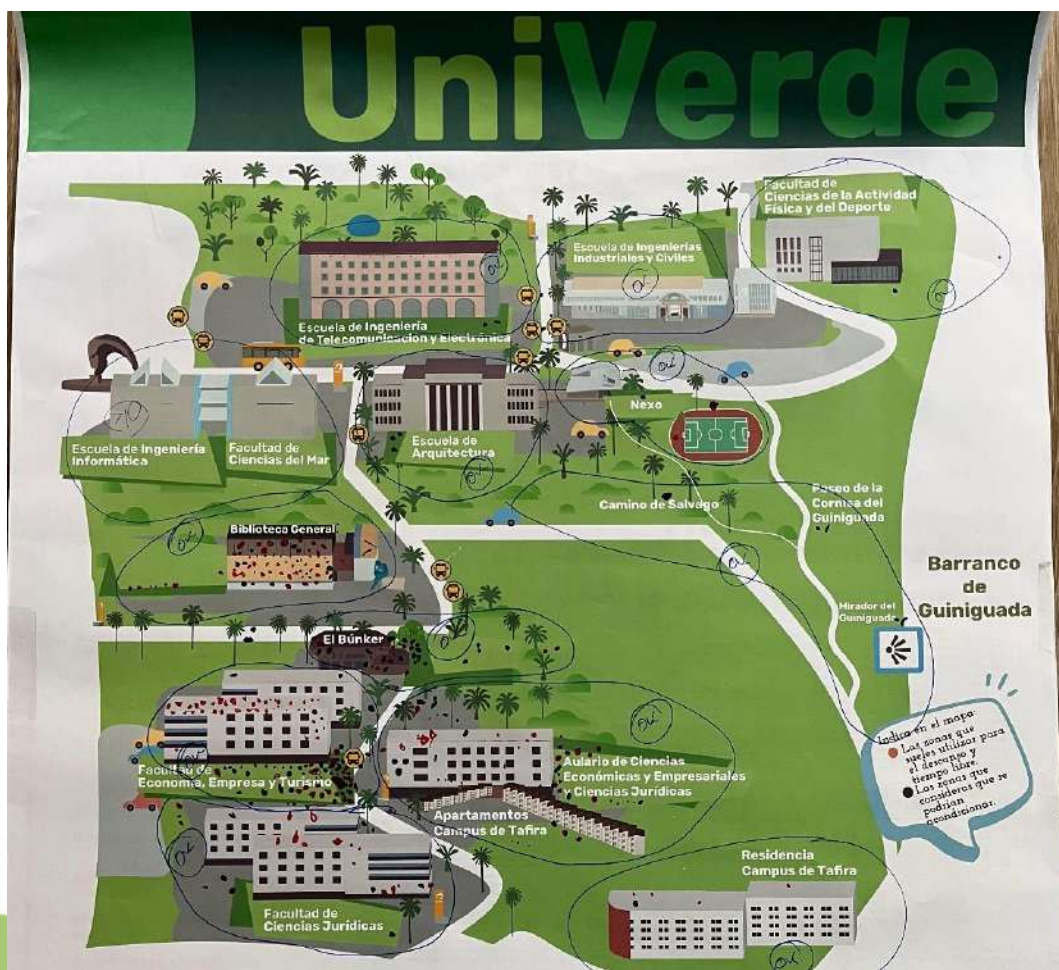 UniVerde
Facultad de
Ciencias de la Actividad
Física y del Deporte
Escuela de Ingenierías
Industriales y Civiles
Escuela de Ingeniería
de Telecomunicación y Electrónica
Nexo
Escuela de Ingeniería
Informática
Facultad de
Ciencias del Mar
Escuela de
Arquitectura
Camino de Salvago
Paseo de la
Cornisa del
Guiniguada
Biblioteca General
Barranco
de
Guiniguada
Mirador del
Guiniguada
El Búnker
Indica en el mapa:
Las zonas que
sueles utilizar para
el descanso y
tiempo libre.
Las zonas que
consideras que se
podrían
acondicionar.
Facultad de
Economía, Empresa y Turismo
Aulario de Ciencias
Económicas y Empresariales
y Ciencias Jurídicas
Apartamentos
Campus de Tafira
Residencia
Campus de Tafira
Facultad de
Ciencias Jurídicas